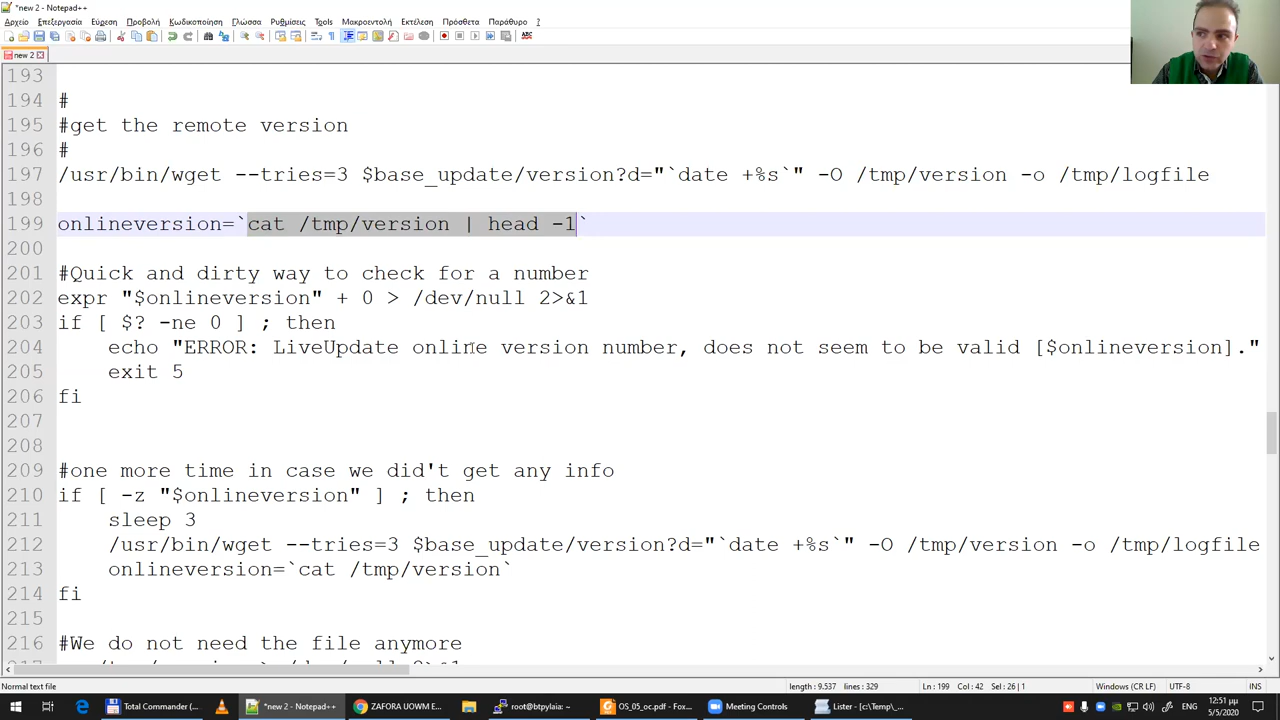 *new 2 - Notepad++
Αρχείο Επεξεργασία Εύρεση Προβολή Κωδικοποίηση Γλώσσα Ρυθμίσεις Tools Μακροεντολή Εκτέλεση Πρόσθετα Παράθυρο ?
new 2
193
194 #
195 #get the remote version
196 #
197 /usr/bin/wget --tries=3 $base_update/version?d="`date +%s`" -O /tmp/version -o /tmp/logfile
198
199 onlineversion=`cat /tmp/version | head -1`
200
201 #Quick and dirty way to check for a number
202 expr "$onlineversion" + 0 > /dev/null 2>&1
203 if [ $? -ne 0 ] ; then
204 echo "ERROR: LiveUpdate online version number, does not seem to be valid [$onlineversion]."
205 exit 5
206 fi
207
208
209 #one more time in case we did't get any info
210 if [ -z "$onlineversion" ] ; then
211 sleep 3
212 /usr/bin/wget --tries=3 $base_update/version?d="`date +%s`" -O /tmp/version -o /tmp/logfile
213 onlineversion=`cat /tmp/version`
214 fi
215
216 #We do not need the file anymore
Normal text file length : 9.537 lines : 329 Ln : 199 Col : 42 Sel : 26 | 1 Windows (CR LF) UTF-8 INS
Total Commander (... *new 2 - Notepad++ ZAFORA UOWM E... root@btpylaia: ~ OS_05_oc.pdf - Fox... Meeting Controls Lister - [c:\Temp\_... 12:51 μμ
5/5/2020